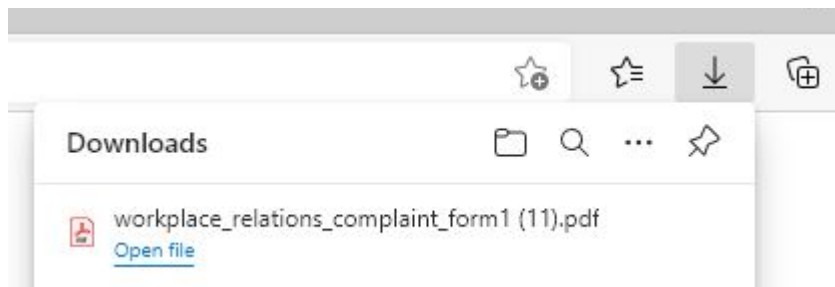 Downloads
workplace_relations_complaint_form1 (11).pdf
Open file